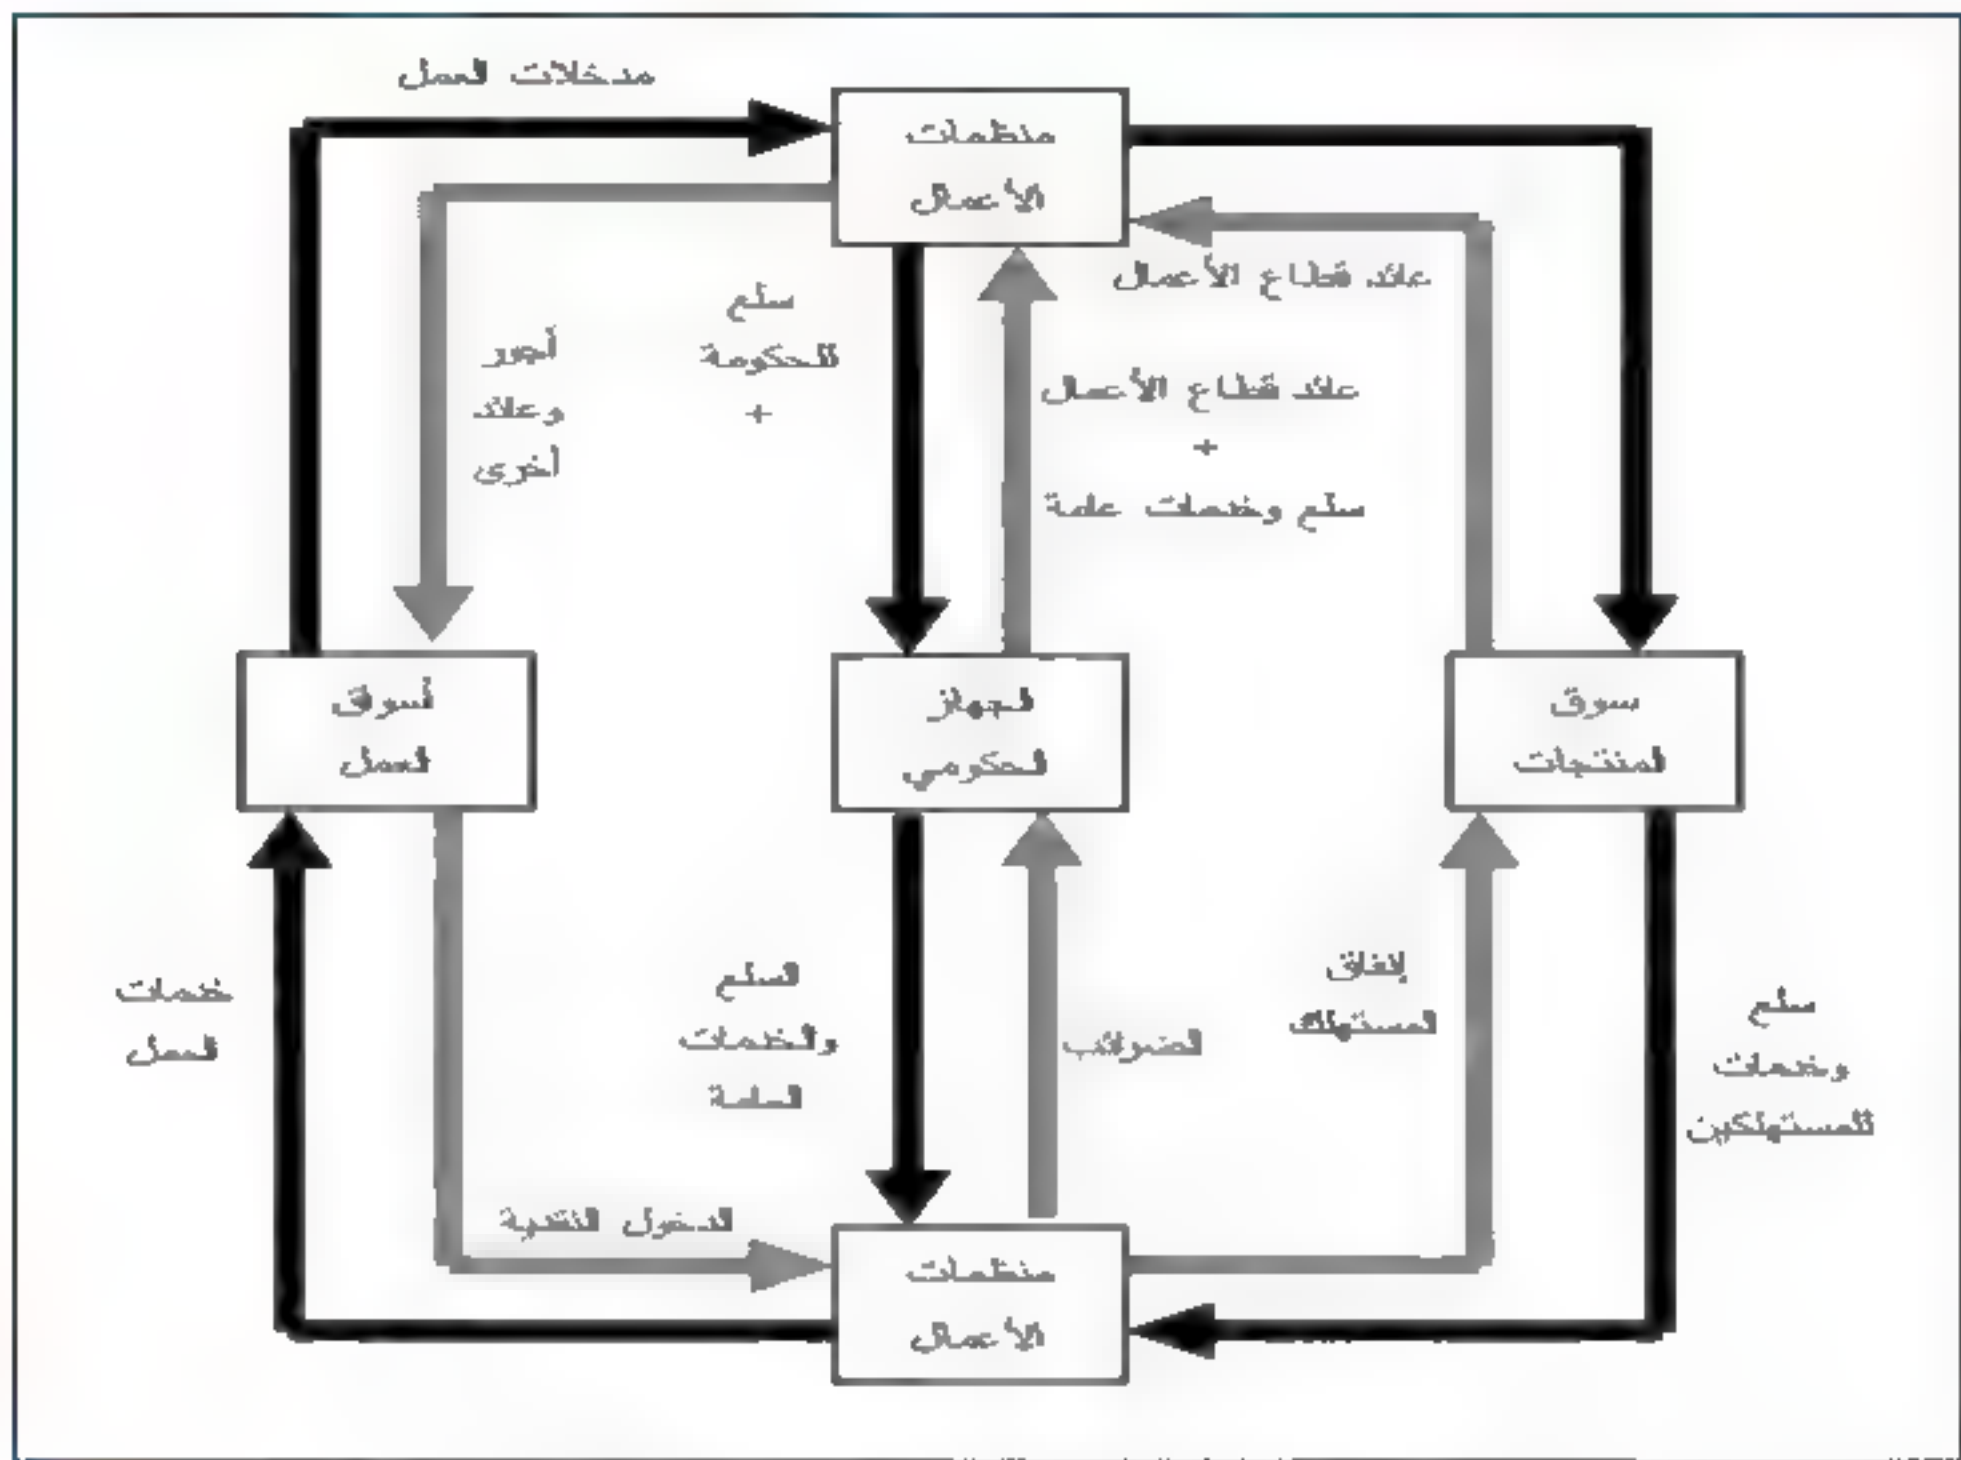 مدخلات العمل
منظمات
الأعمال
عائد قطاع الأعمال
سلع
للحكومة
+
أجور
وعائد
أخرى
عائد قطاع الأعمال
+
سلع وخدمات عامة
سوق
المنتجات
الجهاز
الحكومي
أسوق
العمل
إنفاق
المستهلك
سلع
وخدمات
للمستهلكين
الضرائب
السلع
والخدمات
العامة
خدمات
العمل
الدخول النقدية
منظمات
الأعمال